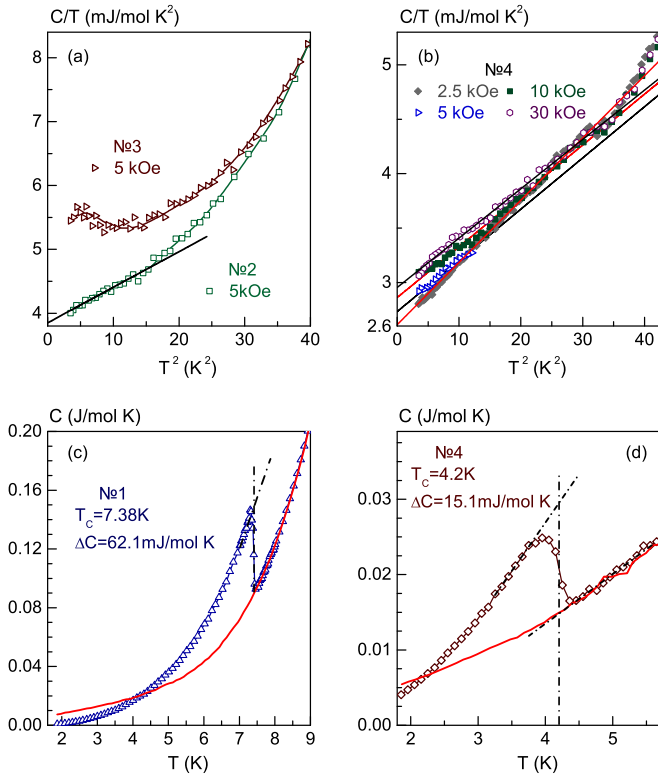 C/T (mJ/mol K²)
(a)
8
7
6
5
4
№3
5 kOe
№2
5kOe
0 10 20 30 40
T² (K²)
C/T (mJ/mol K²)
(b)
5
4
3
2.6
№4
2.5 kOe 10 kOe
5 kOe 30 kOe
0 10 20 30 40
T² (K²)
C (J/mol K)
(c)
0.20
0.16
0.12
0.08
0.04
0.00
№1
T_C=7.38K
ΔC=62.1mJ/mol K
2 3 4 5 6 7 8 9
T (K)
C (J/mol K)
(d)
0.03
0.02
0.01
0.00
№4
T_C=4.2K
ΔC=15.1mJ/mol K
2 3 4 5
T (K)